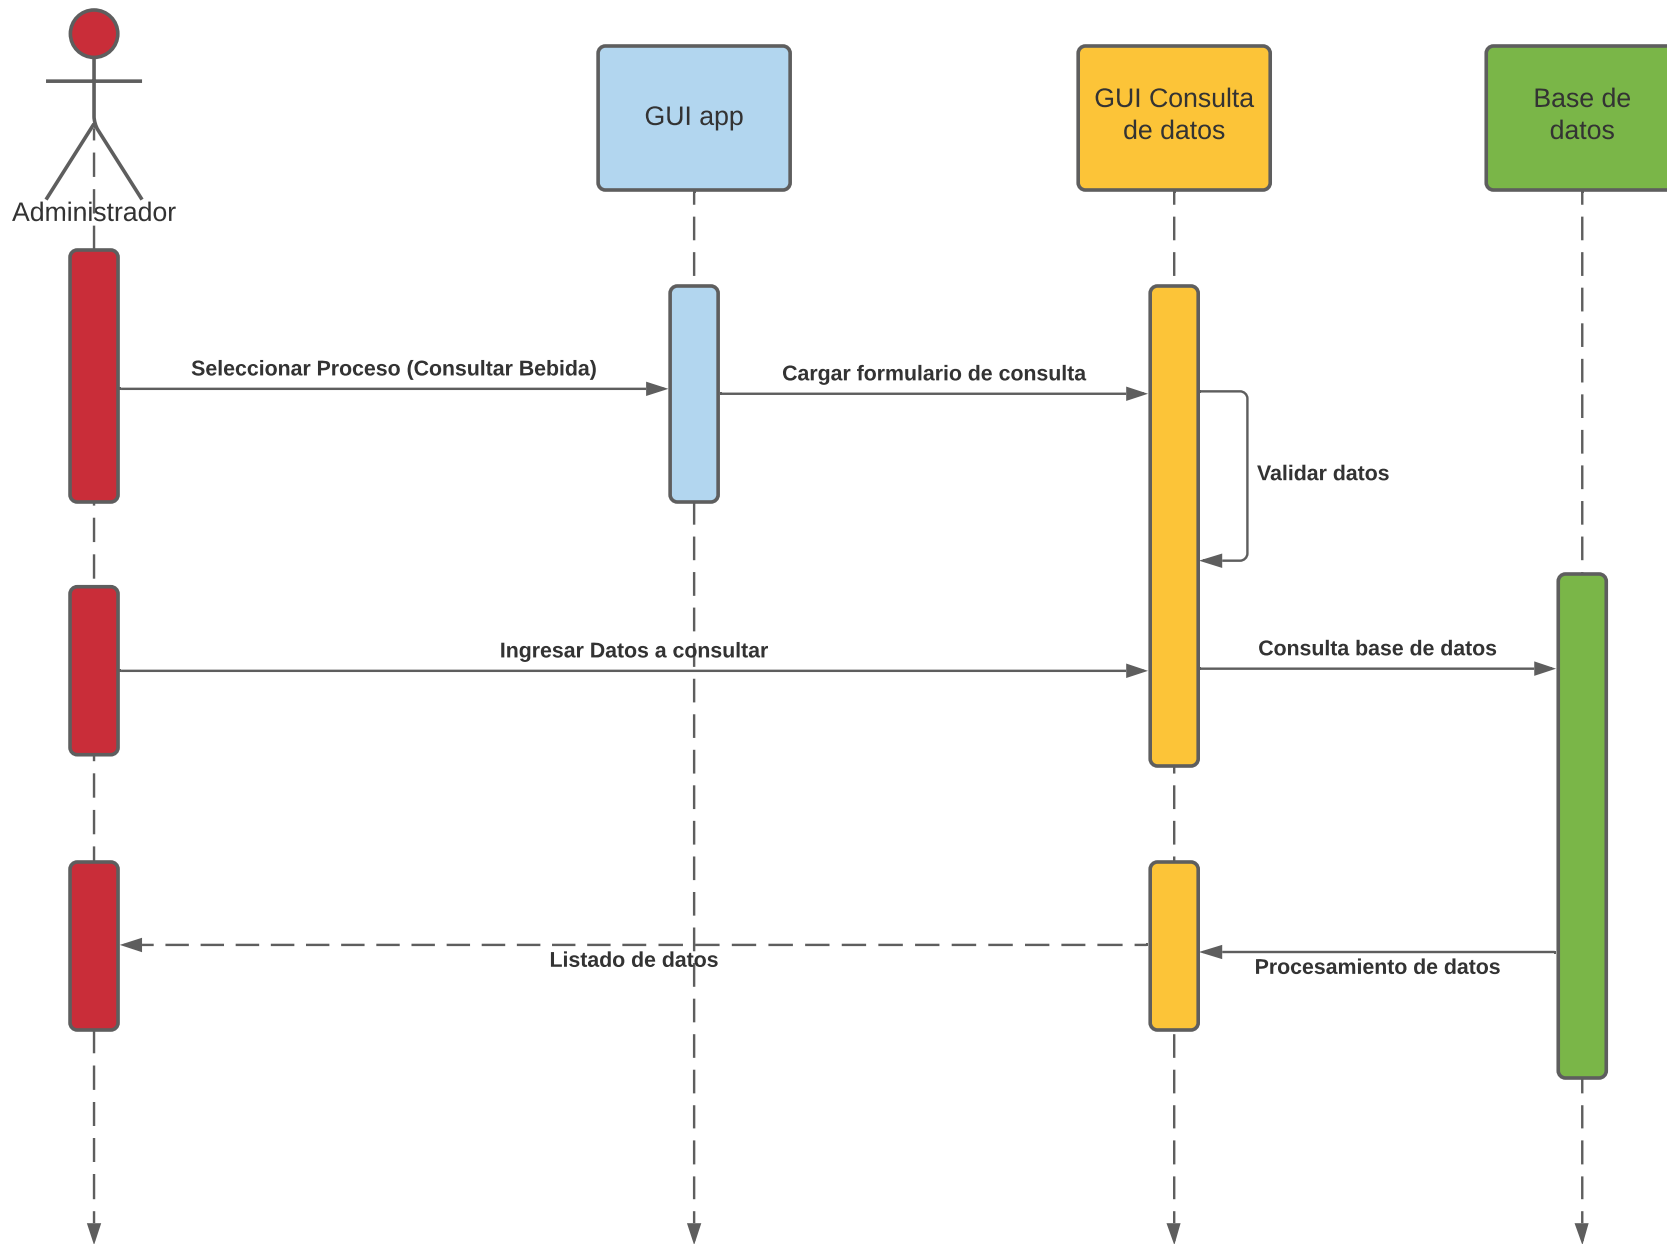 Administrador
GUI app
GUI Consulta
de datos
Base de
datos
Seleccionar Proceso (Consultar Bebida)
Cargar formulario de consulta
Validar datos
Ingresar Datos a consultar
Consulta base de datos
Listado de datos
Procesamiento de datos